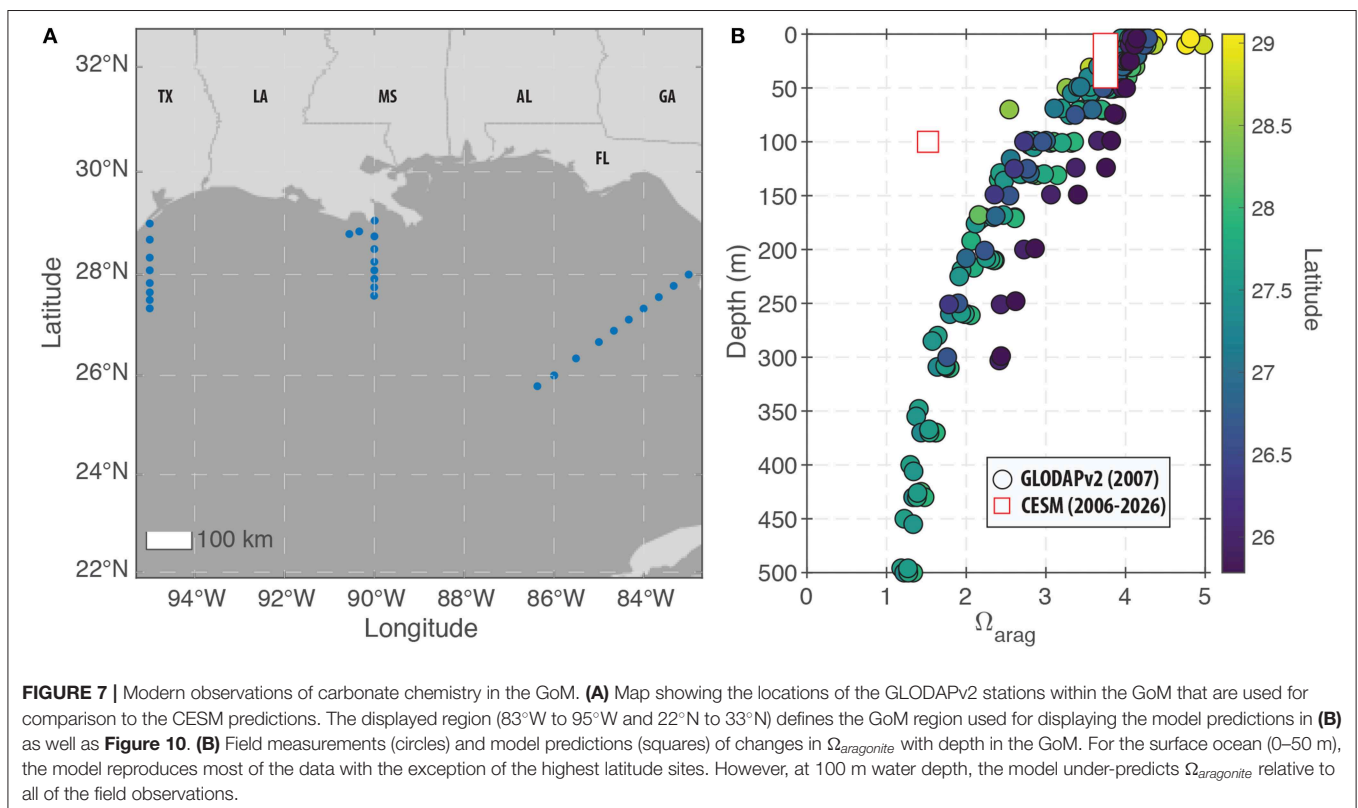 A
32°N
30°N
28°N
26°N
24°N
22°N
Latitude
TX
LA
MS
AL
GA
FL
100 km
94°W 92°W 90°W 88°W 86°W 84°W
Longitude
B
0
50
100
150
200
250
300
350
400
450
500
Depth (m)
GLODAPv2 (2007)
CESM (2006-2026)
0 1 2 3 4 5
Ωarag
29
28.5
28
27.5
27
26.5
26
Latitude
FIGURE 7 | Modern observations of carbonate chemistry in the GoM. (A) Map showing the locations of the GLODAPv2 stations within the GoM that are used for
comparison to the CESM predictions. The displayed region (83°W to 95°W and 22°N to 33°N) defines the GoM region used for displaying the model predictions in (B)
as well as Figure 10. (B) Field measurements (circles) and model predictions (squares) of changes in Ωaragonite with depth in the GoM. For the surface ocean (0–50 m),
the model reproduces most of the data with the exception of the highest latitude sites. However, at 100 m water depth, the model under-predicts Ωaragonite relative to
all of the field observations.